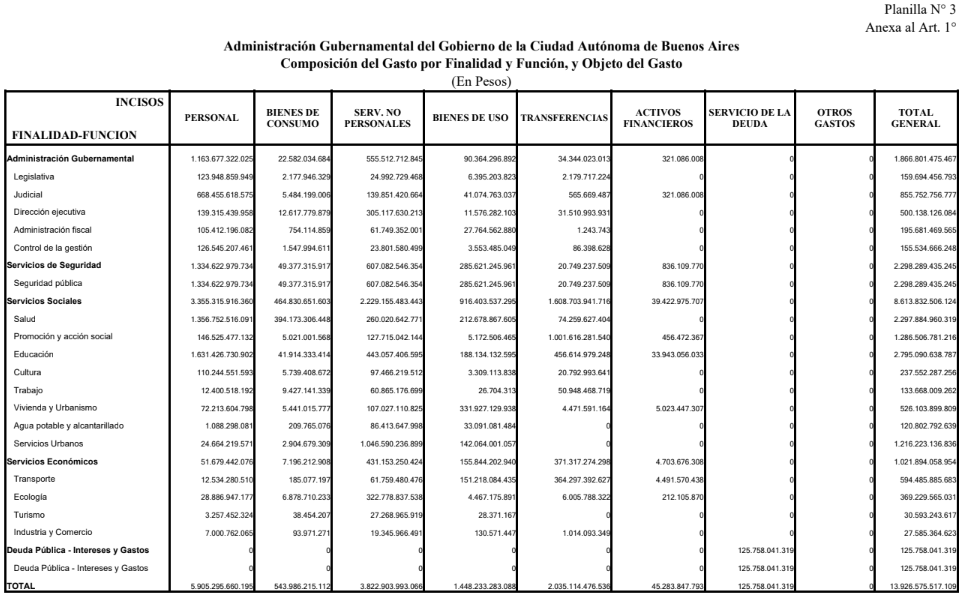 Planilla N° 3
Anexa al Art. 1°
Administración Gubernamental del Gobierno de la Ciudad Autónoma de Buenos Aires
Composición del Gasto por Finalidad y Función, y Objeto del Gasto
(En Pesos)
INCISOS
FINALIDAD-FUNCION PERSONAL BIENES DE CONSUMO SERV. NO PERSONALES BIENES DE USO TRANSFERENCIAS ACTIVOS FINANCIEROS SERVICIO DE LA DEUDA OTROS GASTOS TOTAL GENERAL
Administración Gubernamental 1.163.677.322.025 22.582.034.684 555.512.712.845 90.364.296.892 34.344.023.013 321.086.008 0 0 1.866.801.475.467
Legislativa 123.948.859.949 2.177.946.329 24.992.729.468 6.395.203.823 2.179.717.224 0 0 0 159.694.456.793
Judicial 668.455.618.575 5.484.199.006 139.851.420.664 41.074.763.037 565.669.487 321.086.008 0 0 855.752.756.777
Dirección ejecutiva 139.315.439.958 12.617.779.879 305.117.630.213 11.576.282.103 31.510.993.931 0 0 0 500.138.126.084
Administración fiscal 105.412.196.082 754.114.859 61.749.352.001 27.764.562.880 1.243.743 0 0 0 195.681.469.565
Control de la gestión 126.545.207.461 1.547.994.611 23.801.580.499 3.553.485.049 86.398.628 0 0 0 155.534.666.248
Servicios de Seguridad 1.334.622.979.734 49.377.315.917 607.082.546.354 285.621.245.961 20.749.237.509 836.109.770 0 0 2.298.289.435.245
Seguridad pública 1.334.622.979.734 49.377.315.917 607.082.546.354 285.621.245.961 20.749.237.509 836.109.770 0 0 2.298.289.435.245
Servicios Sociales 3.355.315.916.360 464.830.651.603 2.229.155.483.443 916.403.537.295 1.608.703.941.716 39.422.975.707 0 0 8.613.832.506.124
Salud 1.356.752.516.091 394.173.306.448 260.020.642.771 212.678.867.605 74.259.627.404 0 0 0 2.297.884.960.319
Promoción y acción social 146.525.477.132 5.021.001.568 127.715.042.144 5.172.506.465 1.001.616.281.540 456.472.367 0 0 1.286.506.781.216
Educación 1.631.426.730.902 41.914.333.414 443.057.406.595 188.134.132.595 456.614.979.248 33.943.056.033 0 0 2.795.090.638.787
Cultura 110.244.551.593 5.739.408.672 97.466.219.512 3.309.113.838 20.792.993.641 0 0 0 237.552.287.256
Trabajo 12.400.518.192 9.427.141.339 60.865.176.699 26.704.313 50.948.468.719 0 0 0 133.668.009.262
Vivienda y Urbanismo 72.213.604.798 5.441.015.777 107.027.110.825 331.927.129.938 4.471.591.164 5.023.447.307 0 0 526.103.899.809
Agua potable y alcantarillado 1.088.298.081 209.765.076 86.413.647.998 33.091.081.484 0 0 0 0 120.802.792.639
Servicios Urbanos 24.664.219.571 2.904.679.309 1.046.590.236.899 142.064.001.057 0 0 0 0 1.216.223.136.836
Servicios Económicos 51.679.442.076 7.196.212.908 431.153.250.424 155.844.202.940 371.317.274.298 4.703.676.308 0 0 1.021.894.058.954
Transporte 12.534.280.510 185.077.197 61.759.480.476 151.218.084.435 364.297.392.627 4.491.570.438 0 0 594.485.885.683
Ecología 28.886.947.177 6.878.710.233 322.778.837.538 4.467.175.891 6.005.788.322 212.105.870 0 0 369.229.565.031
Turismo 3.257.452.324 38.454.207 27.268.965.919 28.371.167 0 0 0 0 30.593.243.617
Industria y Comercio 7.000.762.065 93.971.271 19.345.966.491 130.571.447 1.014.093.349 0 0 0 27.585.364.623
Deuda Pública - Intereses y Gastos 0 0 0 0 0 0 125.758.041.319 0 125.758.041.319
Deuda Pública - Intereses y Gastos 0 0 0 0 0 0 125.758.041.319 0 125.758.041.319
TOTAL 5.905.295.660.195 543.986.215.112 3.822.903.993.066 1.448.233.283.088 2.035.114.476.536 45.283.847.793 125.758.041.319 0 13.926.575.517.109